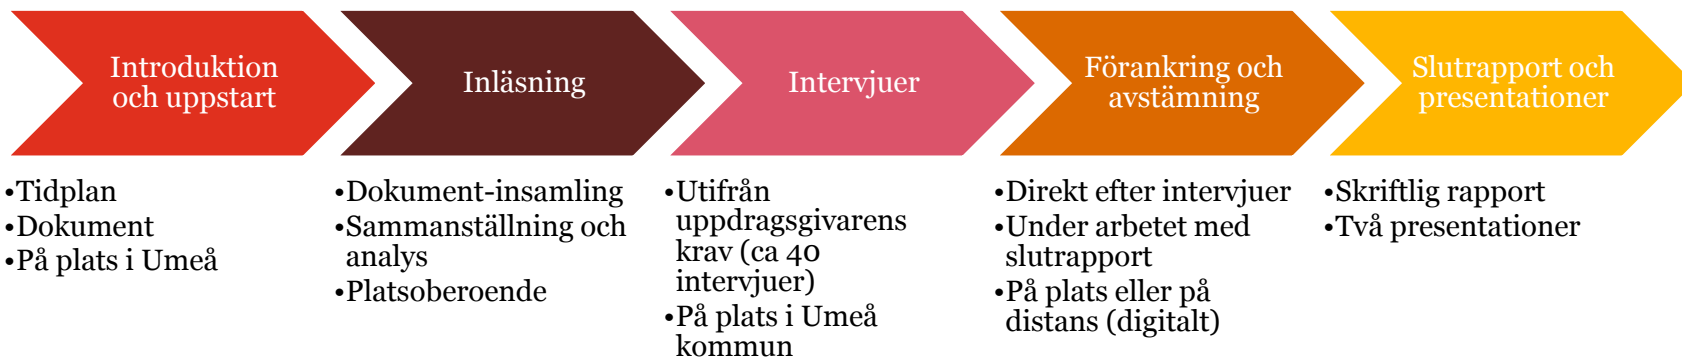 Introduktion
och uppstart
Inläsning
Intervjuer
Förankring och
avstämning
Slutrapport och
presentationer
•Tidplan
•Dokument
•På plats i Umeå
•Dokument-insamling
•Sammanställning och
analys
•Platsoberoende
•Utifrån
uppdragsgivarens
krav (ca 40
intervjuer)
•På plats i Umeå
kommun
•Direkt efter intervjuer
•Under arbetet med
slutrapport
•På plats eller på
distans (digitalt)
•Skriftlig rapport
•Två presentationer